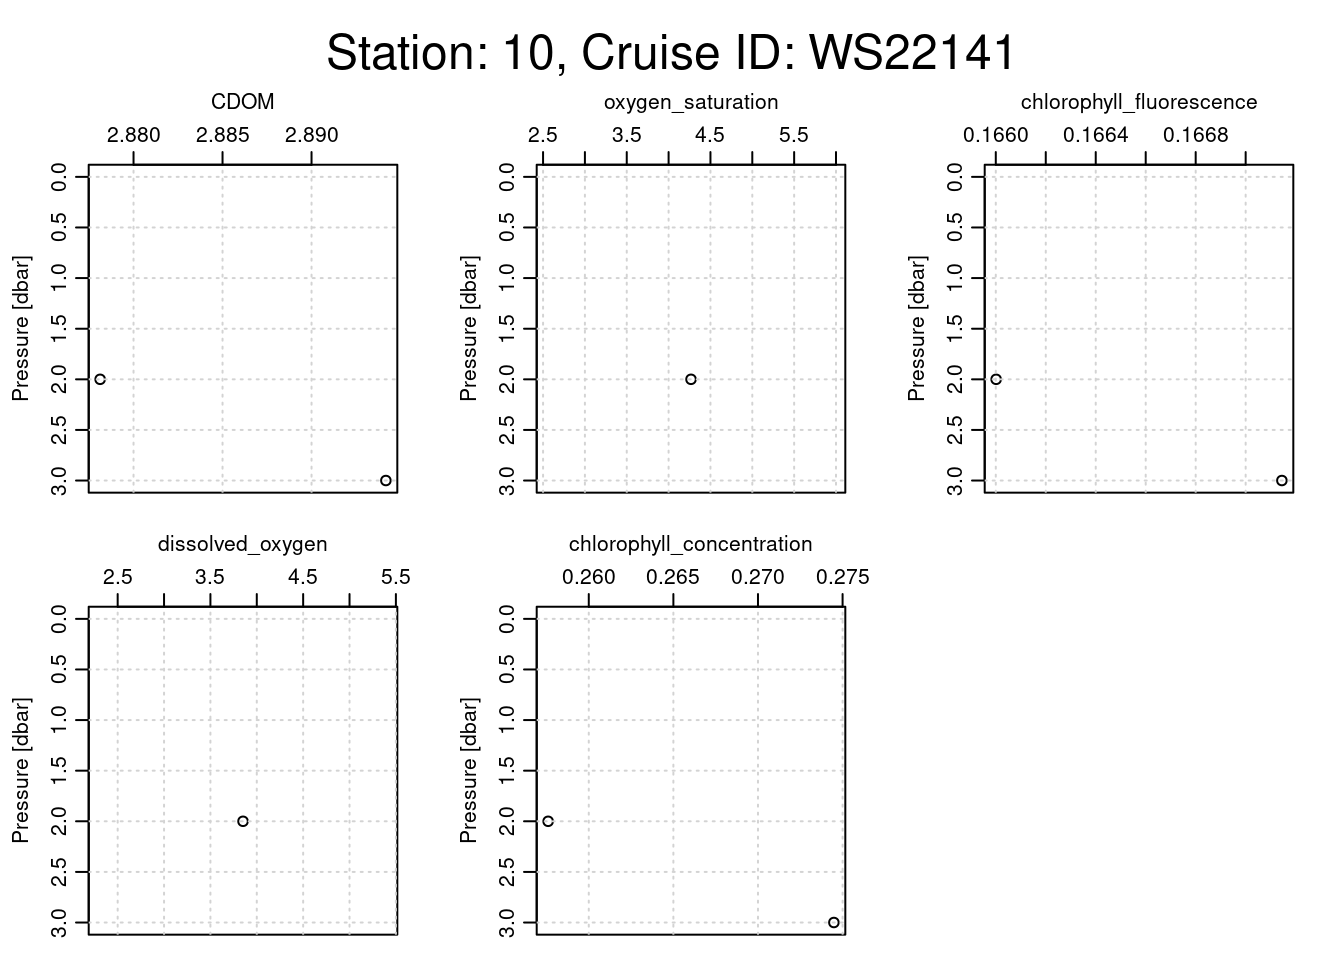 Station: 10, Cruise ID: WS22141
CDOM
2.880 2.885 2.890
0.0
0.5
1.0
1.5
2.0
2.5
3.0
Pressure [dbar]
oxygen_saturation
2.5 3.5 4.5 5.5
0.0
0.5
1.0
1.5
2.0
2.5
3.0
Pressure [dbar]
chlorophyll_fluorescence
0.1660 0.1664 0.1668
0.0
0.5
1.0
1.5
2.0
2.5
3.0
Pressure [dbar]
dissolved_oxygen
2.5 3.5 4.5 5.5
0.0
0.5
1.0
1.5
2.0
2.5
3.0
Pressure [dbar]
chlorophyll_concentration
0.260 0.265 0.270 0.275
0.0
0.5
1.0
1.5
2.0
2.5
3.0
Pressure [dbar]